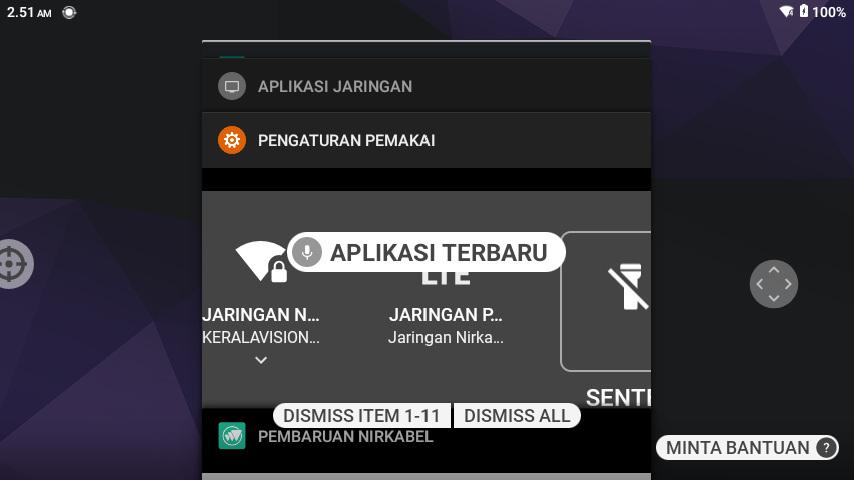 2.51 AM
100%
APLIKASI JARINGAN
PENGATURAN PEMAKAI
APLIKASI TERBARU
LTE
JARINGAN N...
JARINGAN P...
KERALAVISION...
Jaringan Nirka...
SENTE
DISMISS ITEM 1-11
DISMISS ALL
PEMBARUAN NIRKABEL
MINTA BANTUAN ?